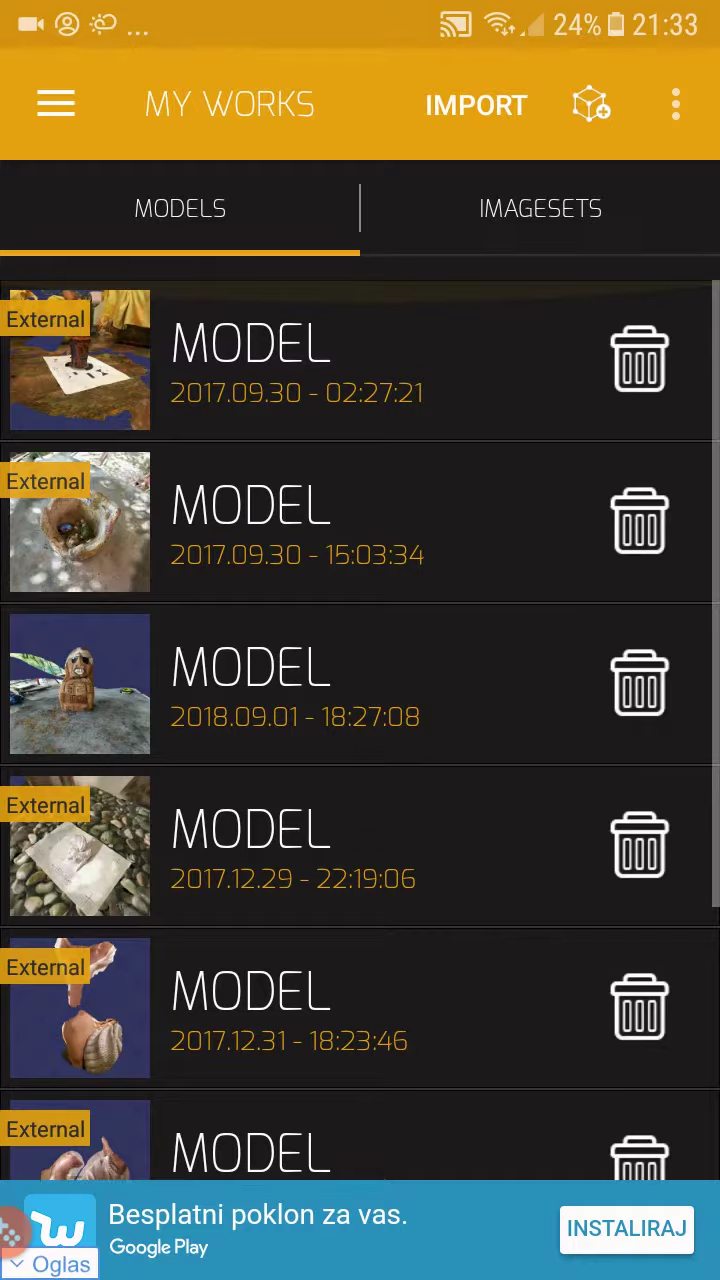 ... 24% 21:33
MY WORKS IMPORT
MODELS IMAGESETS
External
MODEL
2017.09.30 - 02:27:21
External
MODEL
2017.09.30 - 15:03:34
MODEL
2018.09.01 - 18:27:08
External
MODEL
2017.12.29 - 22:19:06
External
MODEL
2017.12.31 - 18:23:46
External
MODEL
Besplatni poklon za vas.
Google Play
INSTALIRAJ
Oglas